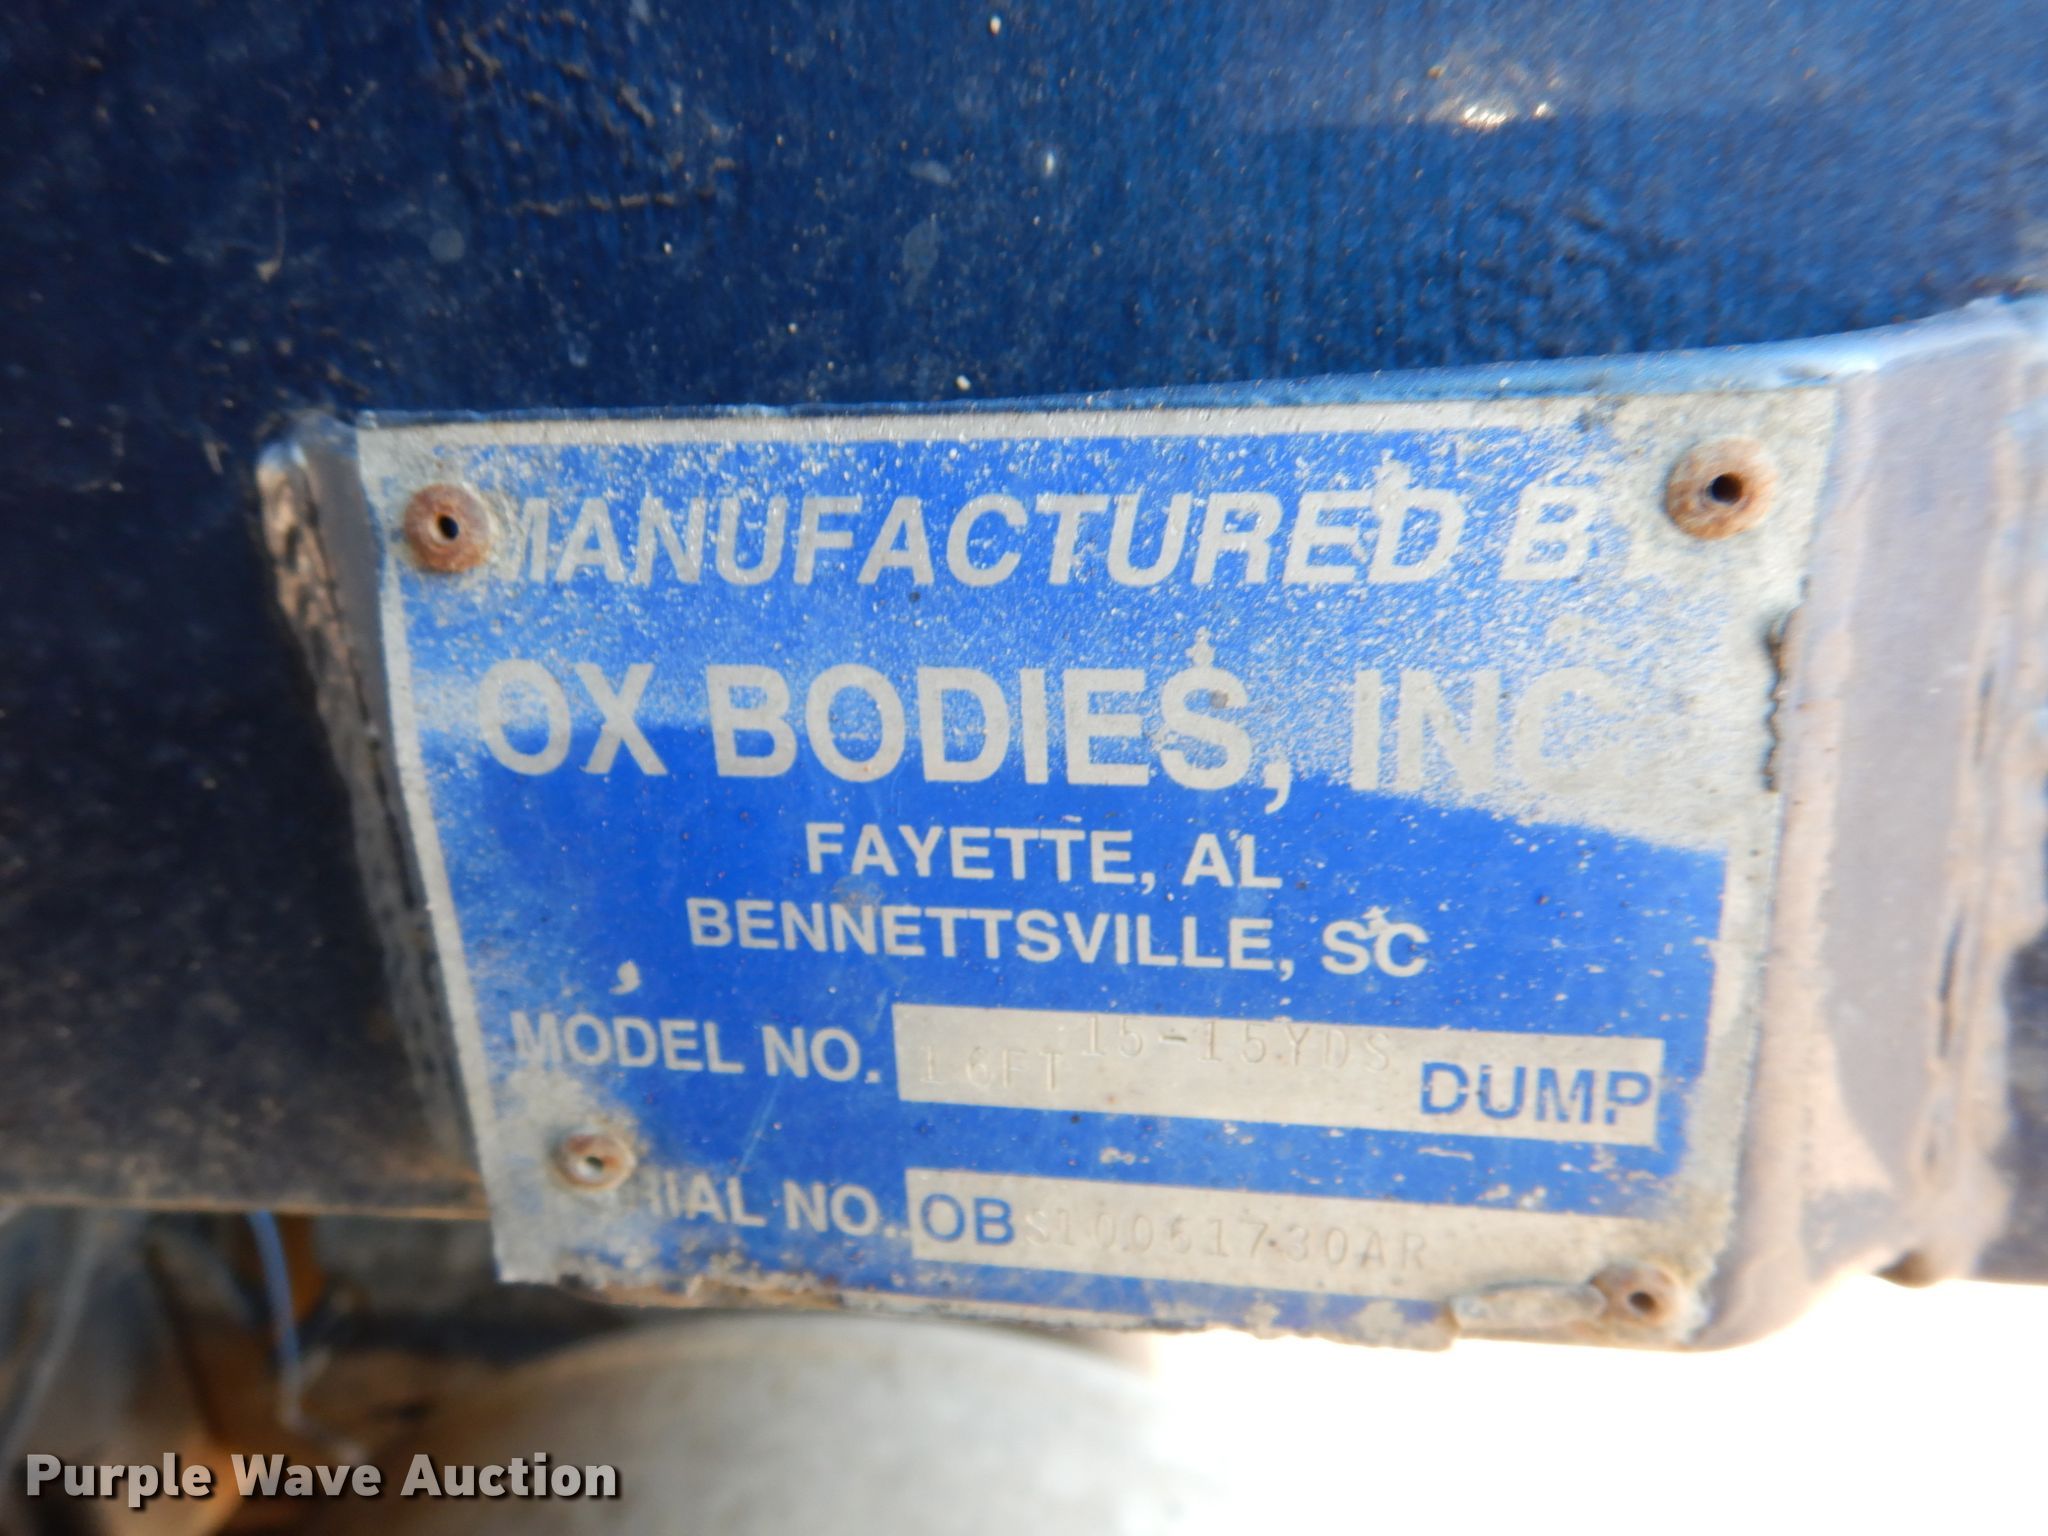 MANUFACTURED B
OX BODIES, INC
FAYETTE, AL
BENNETTSVILLE, SC
MODEL NO. 16FT 15-15YDS DUMP
RIAL NO. OBS10061730AR
Purple Wave Auction